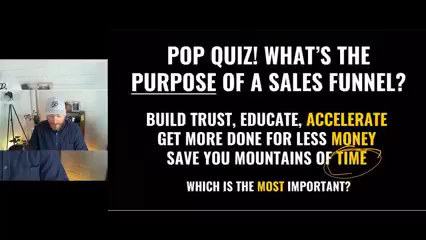 POP QUIZ! WHAT'S THE
PURPOSE OF A SALES FUNNEL?
BUILD TRUST, EDUCATE, ACCELERATE
GET MORE DONE FOR LESS MONEY
SAVE YOU MOUNTAINS OF TIME
WHICH IS THE MOST IMPORTANT?